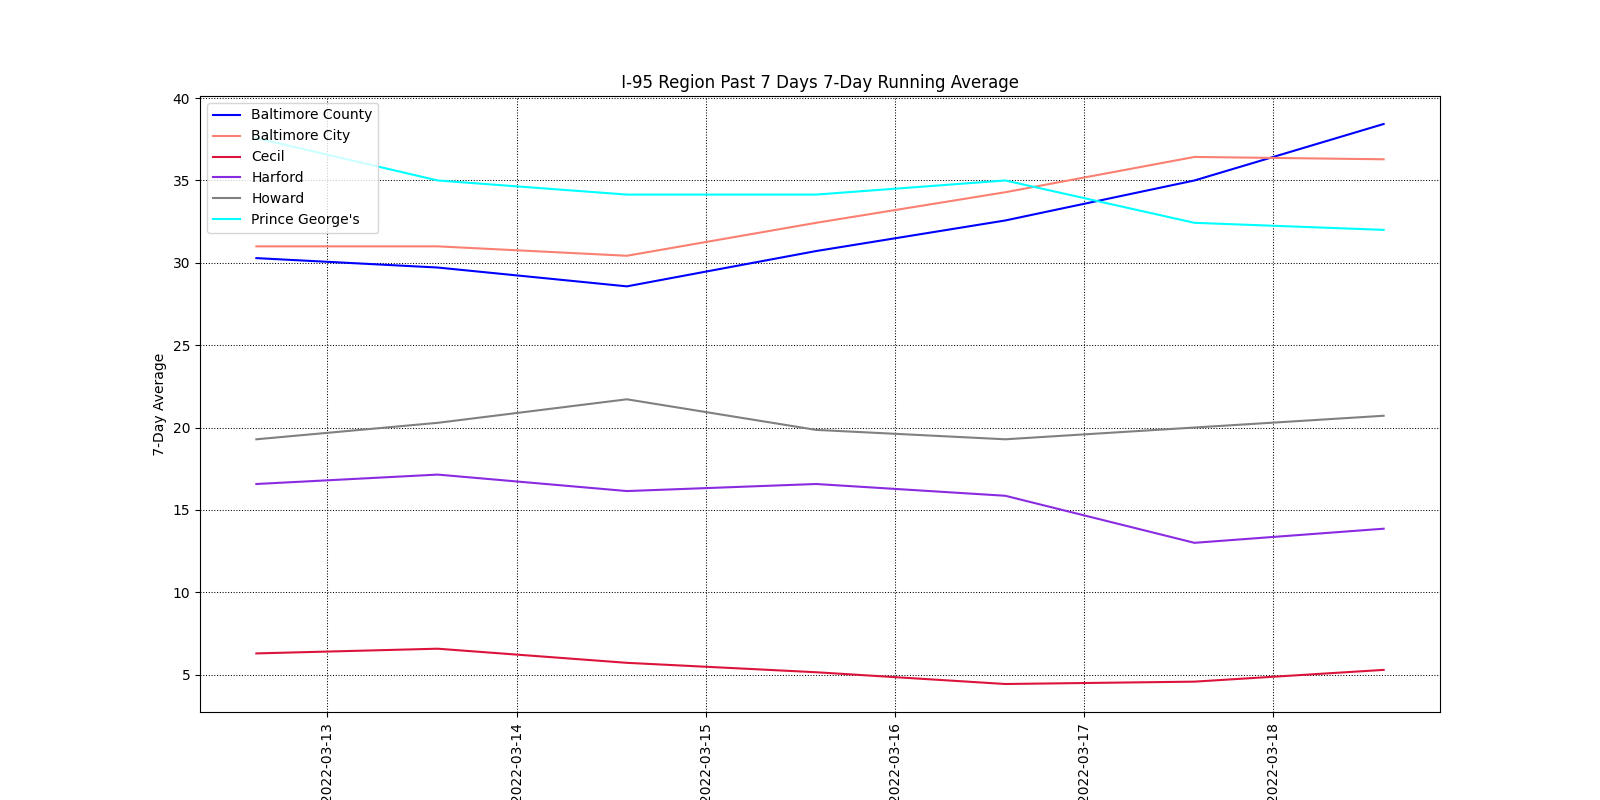 I-95 Region Past 7 Days 7-Day Running Average
Baltimore County
Baltimore City
Cecil
Harford
Howard
Prince George's
40
35
30
25
20
15
10
5
7-Day Average
2022-03-13
2022-03-14
2022-03-15
2022-03-16
2022-03-17
2022-03-18